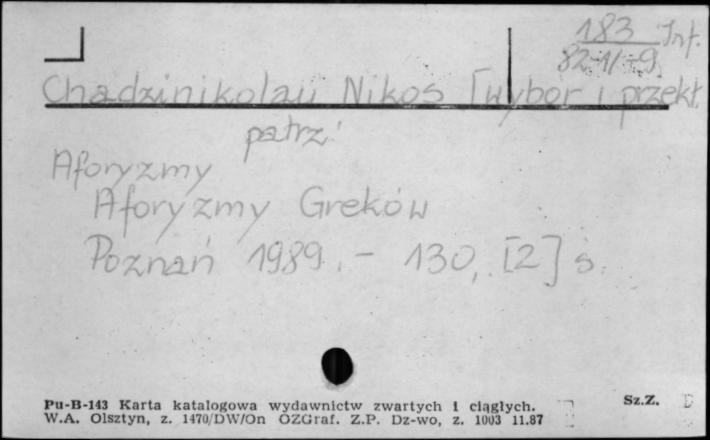 183 Inf.
82-1/-9
Chadzinikolau Nikos [wybor i przekł.
patrz:
Aforyzmy
Aforyzmy Greków
Poznań 1989. - 130, [2] s.
Pu-B-143 Karta katalogowa wydawnictw zwartych i ciągłych. Sz.Z.
W.A. Olsztyn, z. 1470/DW/On OZGraf. Z.P. Dz-wo, z. 1003 11.87